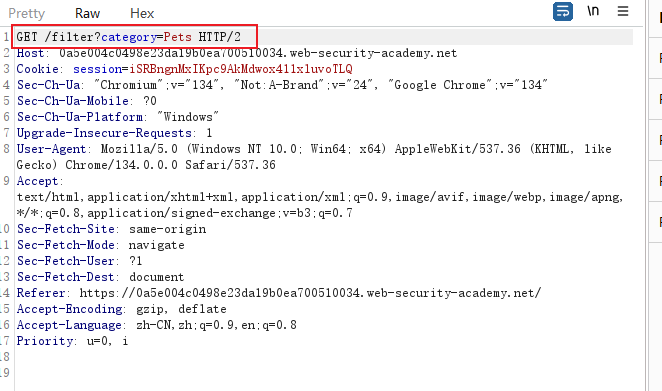 Pretty Raw Hex \n
1 GET /filter?category=Pets HTTP/2
2 Host: 0a5e004c0498e23da19b0ea700510034.web-security-academy.net
3 Cookie: session=iSRBngnMxIKpc9AkMdwox4llxluvoTLQ
4 Sec-Ch-Ua: "Chromium";v="134", "Not:A-Brand";v="24", "Google Chrome";v="134"
5 Sec-Ch-Ua-Mobile: ?0
6 Sec-Ch-Ua-Platform: "Windows"
7 Upgrade-Insecure-Requests: 1
8 User-Agent: Mozilla/5.0 (Windows NT 10.0; Win64; x64) AppleWebKit/537.36 (KHTML, like
Gecko) Chrome/134.0.0.0 Safari/537.36
9 Accept:
text/html,application/xhtml+xml,application/xml;q=0.9,image/avif,image/webp,image/apng,
*/*;q=0.8,application/signed-exchange;v=b3;q=0.7
10 Sec-Fetch-Site: same-origin
11 Sec-Fetch-Mode: navigate
12 Sec-Fetch-User: ?1
13 Sec-Fetch-Dest: document
14 Referer: https://0a5e004c0498e23da19b0ea700510034.web-security-academy.net/
15 Accept-Encoding: gzip, deflate
16 Accept-Language: zh-CN,zh;q=0.9,en;q=0.8
17 Priority: u=0, i
18
19